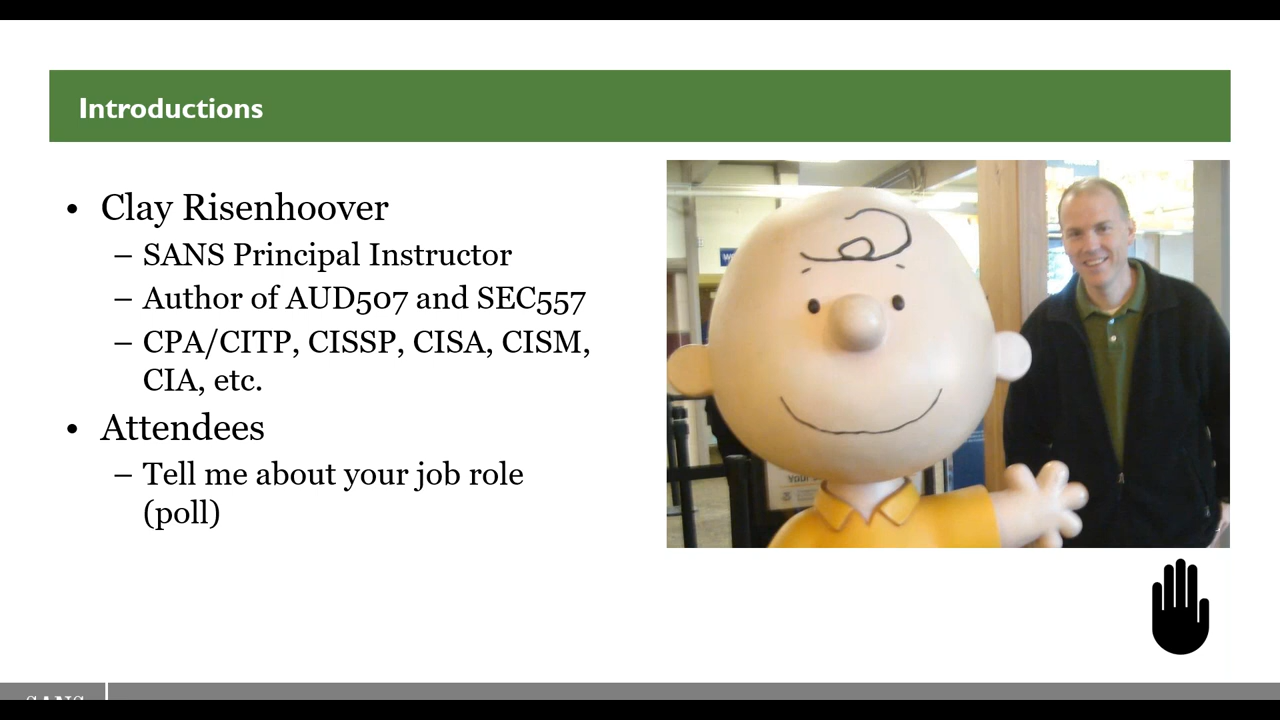 Introductions
• Clay Risenhoover
– SANS Principal Instructor
– Author of AUD507 and SEC557
– CPA/CITP, CISSP, CISA, CISM,
CIA, etc.
• Attendees
– Tell me about your job role
(poll)
SANS